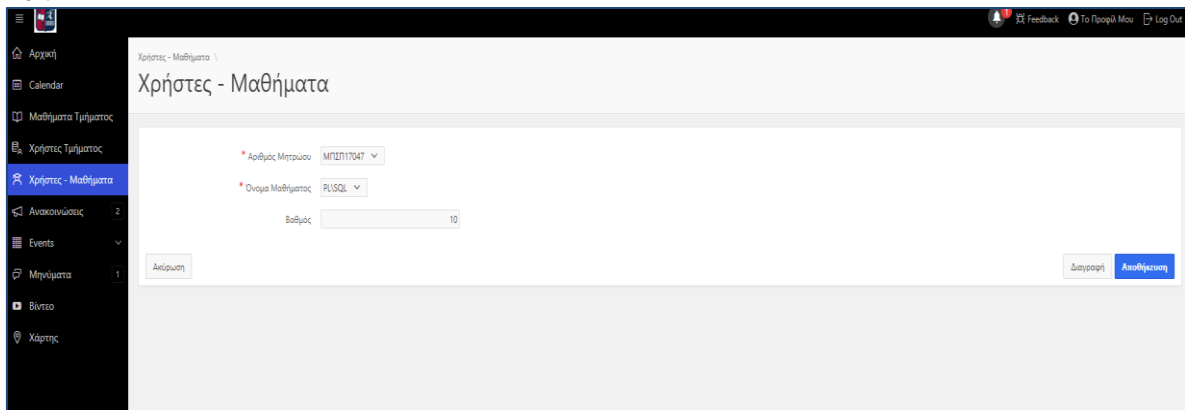 1 Feedback Το Προφίλ Μου Log Out
Αρχική
Calendar
Μαθήματα Τμήματος
Χρήστες Τμήματος
Χρήστες - Μαθήματα
Ανακοινώσεις 2
Events
Μηνύματα 1
Βίντεο
Χάρτης
Χρήστες - Μαθήματα \
Χρήστες - Μαθήματα
* Αριθμός Μητρώου ΜΠΣΠ17047
* Όνομα Μαθήματος PL\SQL
Βαθμός 10
Ακύρωση Διαγραφή Αποθήκευση